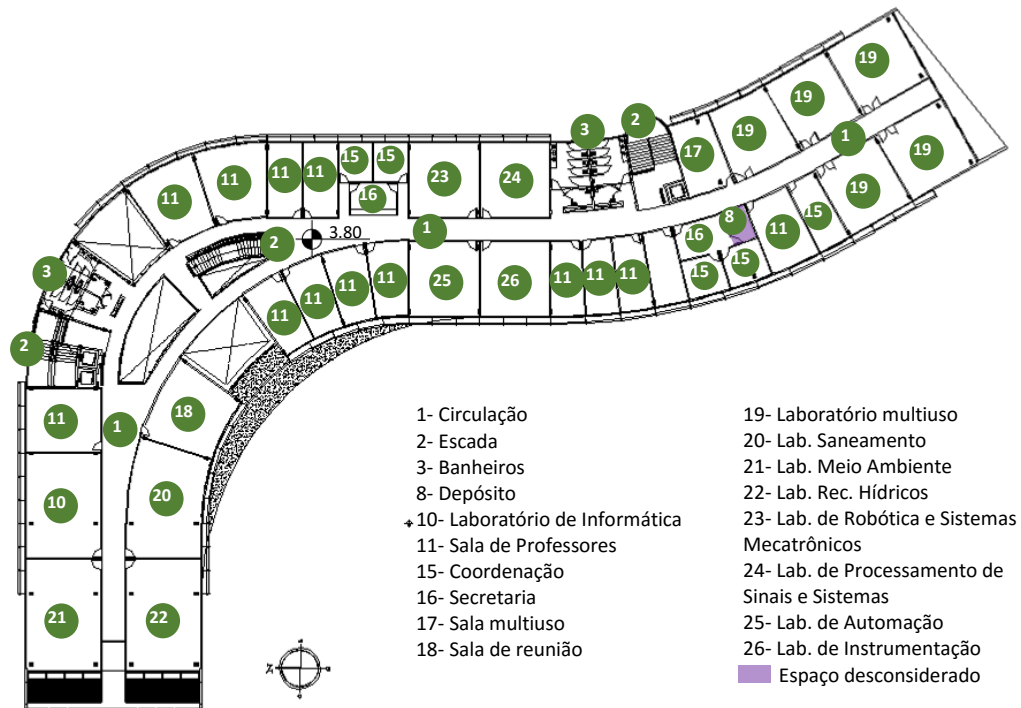 19
2
19
3
1
19
15
15
17
19
11
11
11
11
23
24
16
19
8
11
15
3.80
1
2
16
3
11
11
11
11
25
26
11
11
11
15
15
2
11
1
18
10
20
21
22
1- Circulação
2- Escada
3- Banheiros
8- Depósito
10- Laboratório de Informática
11- Sala de Professores
15- Coordenação
16- Secretaria
17- Sala multiuso
18- Sala de reunião
19- Laboratório multiuso
20- Lab. Saneamento
21- Lab. Meio Ambiente
22- Lab. Rec. Hídricos
23- Lab. de Robótica e Sistemas
Mecatrônicos
24- Lab. de Processamento de
Sinais e Sistemas
25- Lab. de Automação
26- Lab. de Instrumentação
Espaço desconsiderado